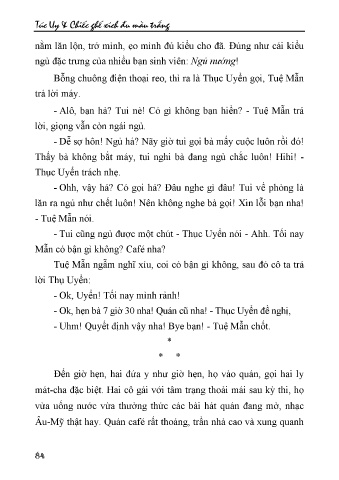 Túc Uy & Chiếc ghế xích đu màu trắng
nằm lăn lộn, trở mình, ẹo mình đủ kiểu cho đã. Đúng như cái kiểu
ngủ đặc trưng của nhiều bạn sinh viên: Ngủ nướng!
Bỗng chuông điện thoại reo, thì ra là Thục Uyển gọi, Tuệ Mẫn
trả lời máy.
- Alô, bạn hả? Tui nè! Có gì không bạn hiền? - Tuệ Mẫn trả
lời, giọng vẫn còn ngái ngủ.
- Dễ sợ hôn! Ngủ hả? Nãy giờ tui gọi bà mấy cuộc luôn rồi đó!
Thấy bà không bắt máy, tui nghi bà đang ngủ chắc luôn! Hihi! -
Thục Uyển trách nhẹ.
- Ohh, vậy hả? Có gọi hả? Đâu nghe gì đâu! Tui về phòng là
lăn ra ngủ như chết luôn! Nên không nghe bà gọi! Xin lỗi bạn nha!
- Tuệ Mẫn nói.
- Tui cũng ngủ được một chút - Thục Uyển nói - Ahh. Tối nay
Mẫn có bận gì không? Café nha?
Tuệ Mẫn ngẫm nghĩ xíu, coi có bận gì không, sau đó cô ta trả
lời Thụ Uyển:
- Ok, Uyển! Tối nay mình rảnh!
- Ok, hẹn bà 7 giờ 30 nha! Quán cũ nha! - Thục Uyển đề nghị,
- Uhm! Quyết định vậy nha! Bye bạn! - Tuệ Mẫn chốt.
*
* *
Đến giờ hẹn, hai đứa y như giờ hẹn, họ vào quán, gọi hai ly
mát-cha đặc biệt. Hai cô gái với tâm trạng thoải mái sau kỳ thi, họ
vừa uống nước vừa thưởng thức các bài hát quán đang mở, nhạc
Âu-Mỹ thật hay. Quán café rất thoáng, trần nhà cao và xung quanh
84